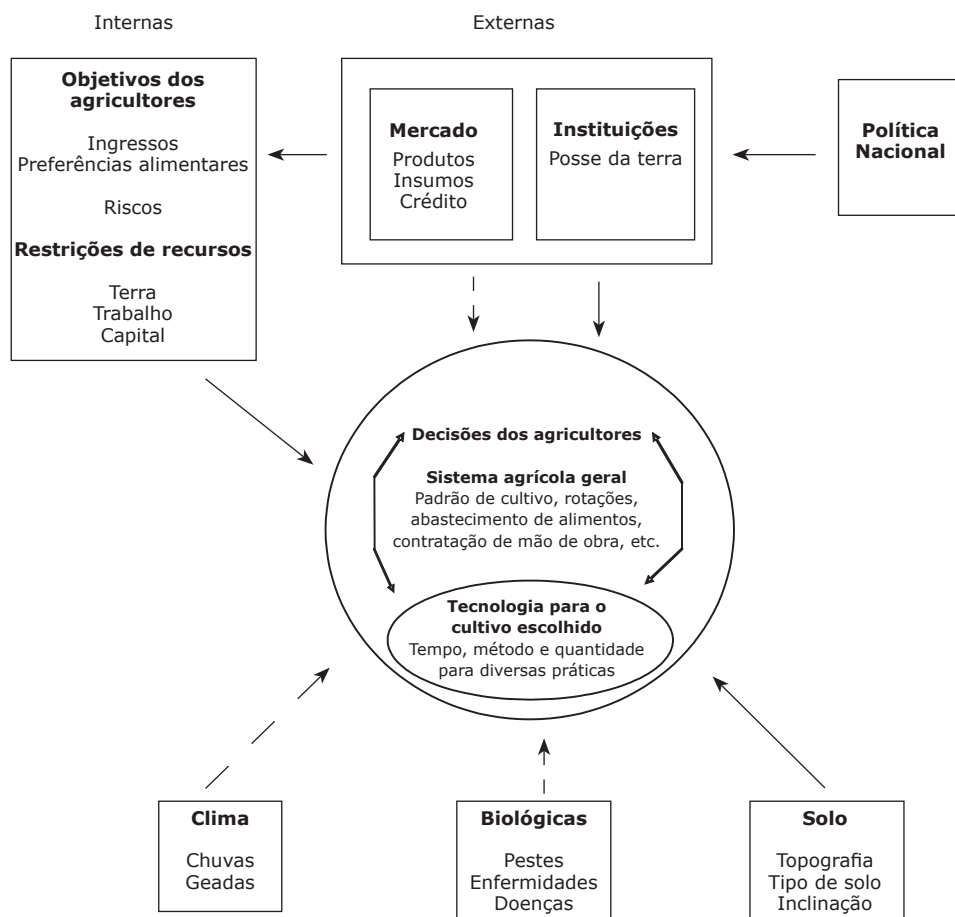 Internas
Externas
Objetivos dos
agricultores
Ingressos
Preferências alimentares
Riscos
Restrições de recursos
Terra
Trabalho
Capital
Mercado
Produtos
Insumos
Crédito
Instituições
Posse da terra
Política
Nacional
Decisões dos agricultores
Sistema agrícola geral
Padrão de cultivo, rotações,
abastecimento de alimentos,
contratação de mão de obra, etc.
Tecnologia para o
cultivo escolhido
Tempo, método e quantidade
para diversas práticas
Clima
Chuvas
Geadas
Biológicas
Pestes
Enfermidades
Doenças
Solo
Topografia
Tipo de solo
Inclinação